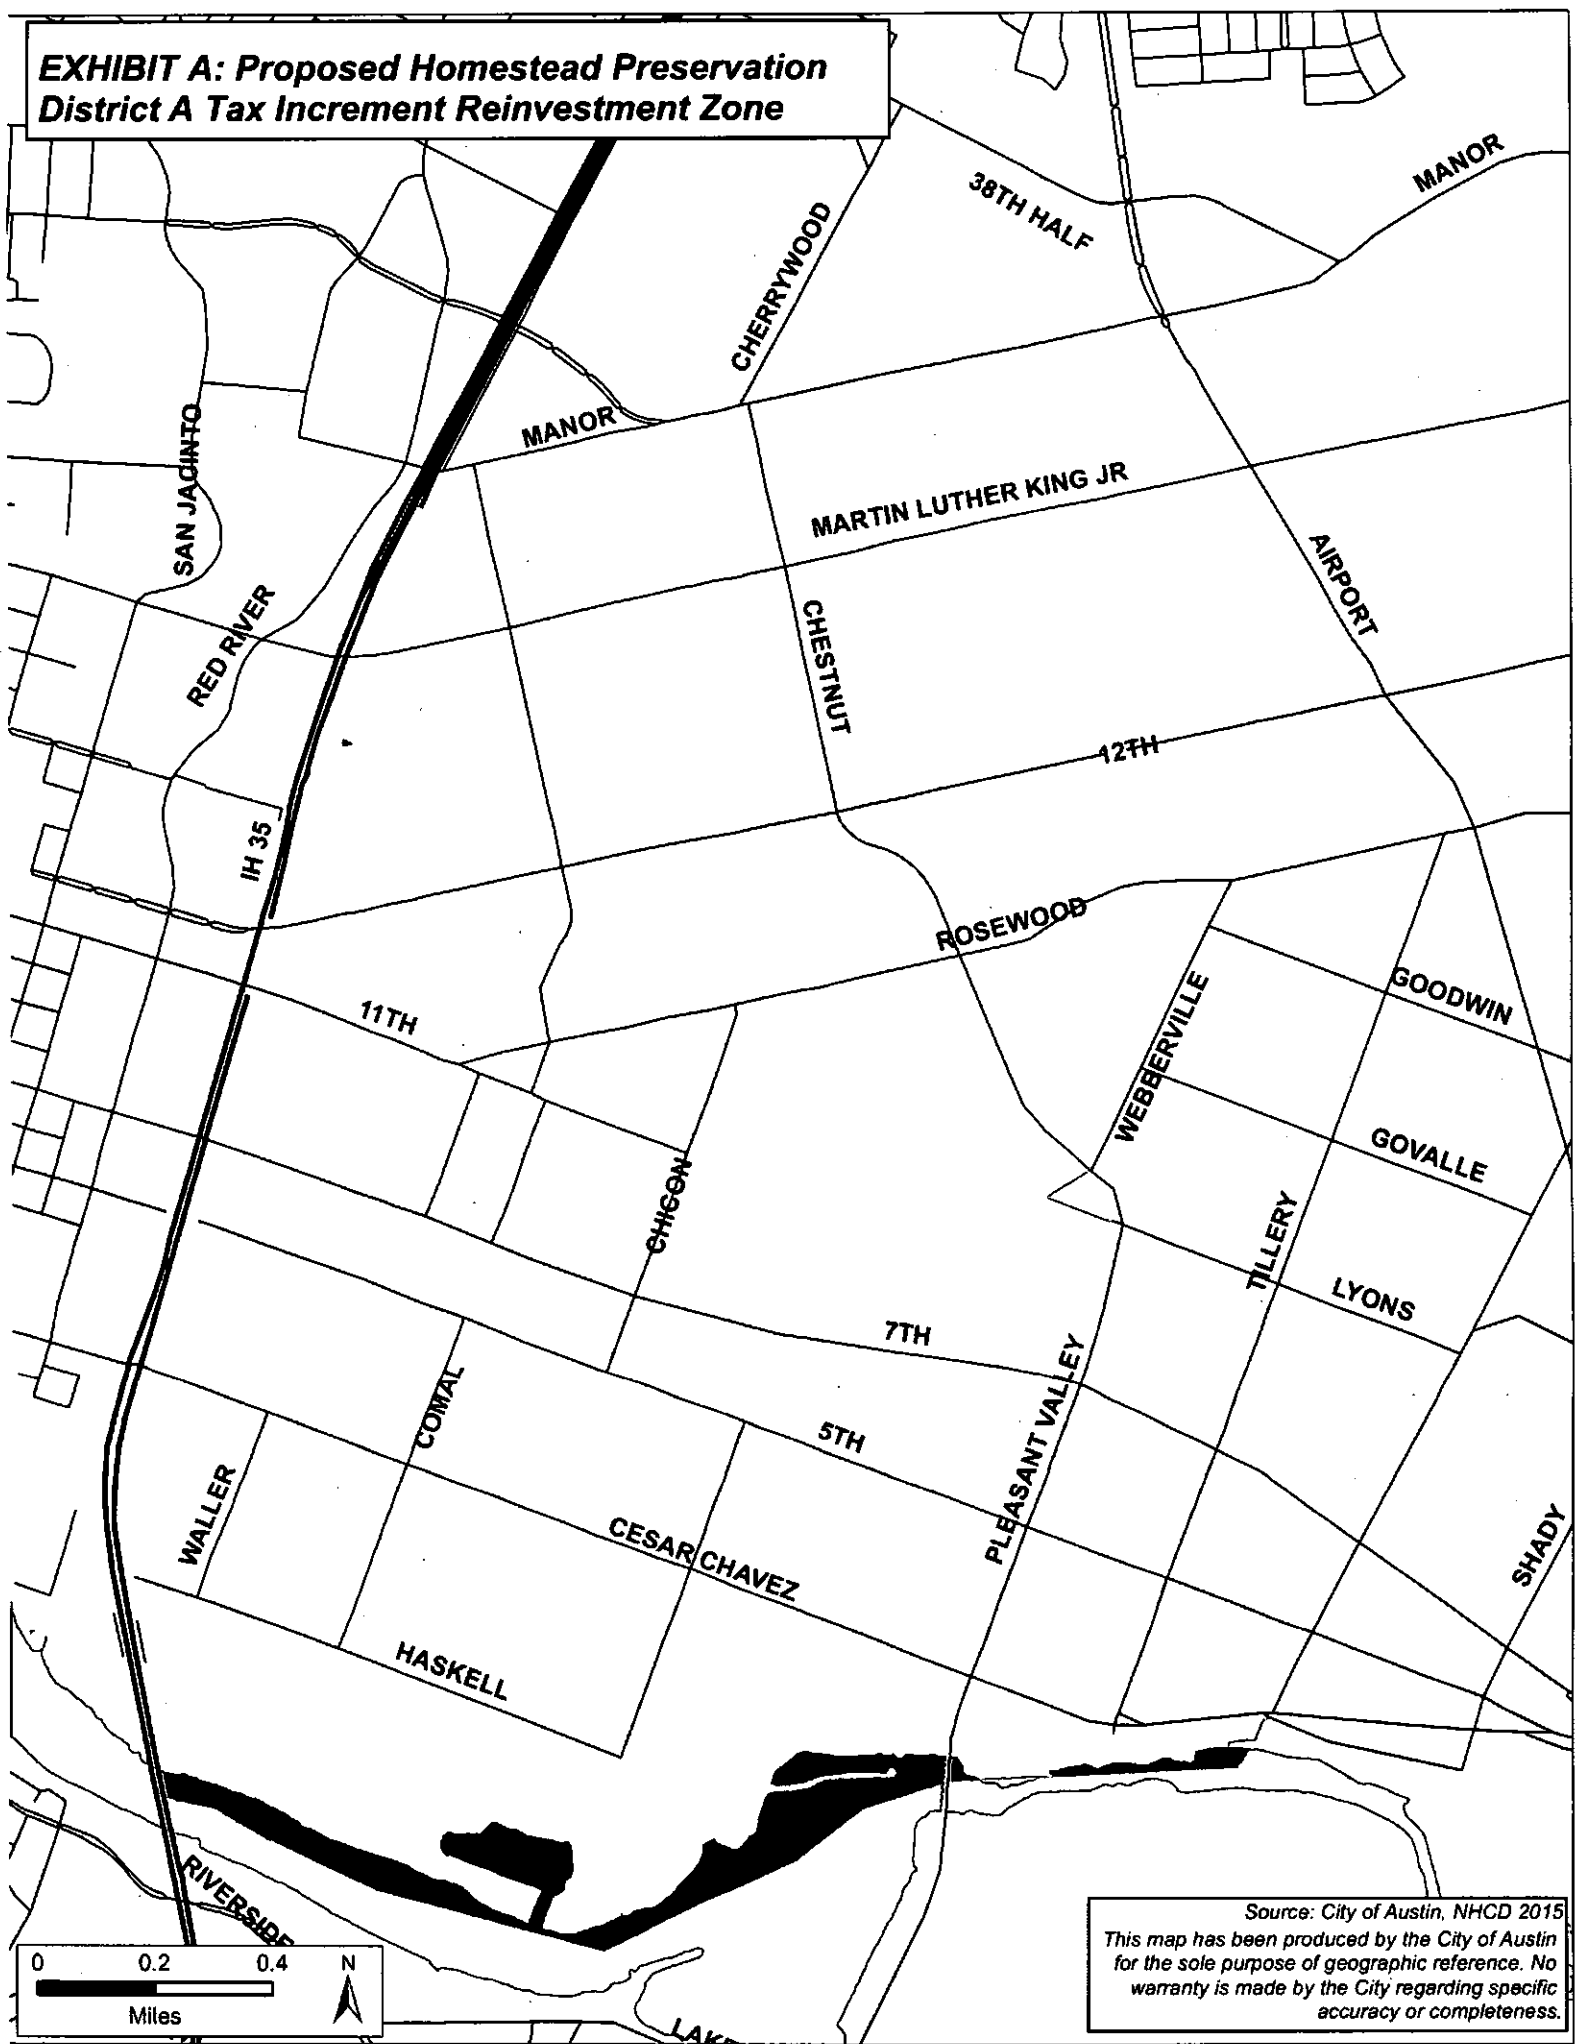 EXHIBIT A: Proposed Homestead Preservation
District A Tax Increment Reinvestment Zone
MANOR
38TH HALF
CHERRYWOOD
MANOR
SAN JACINTO
MARTIN LUTHER KING JR
AIRPORT
RED RIVER
CHESTNUT
12TH
IH 35
ROSEWOOD
GOODWIN
11TH
WEBBERVILLE
GOVALLE
CHICON
TILLERY
LYONS
7TH
PLEASANT VALLEY
COMAL
5TH
WALLER
CESAR CHAVEZ
SHADY
HASKELL
RIVERSIDE
0 0.2 0.4
Miles
N
Source: City of Austin, NHCD 2015
This map has been produced by the City of Austin
for the sole purpose of geographic reference. No
warranty is made by the City regarding specific
accuracy or completeness.